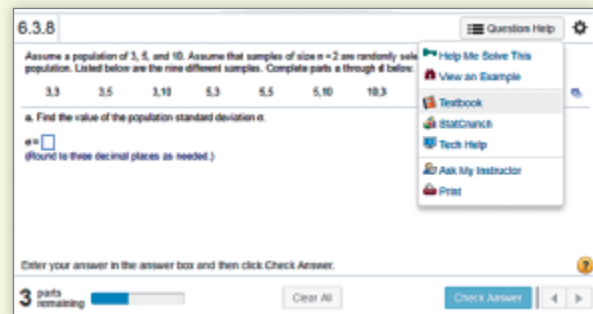 6.3.8
Question Help
Assume a population of 3, 5, and 10. Assume that samples of size n = 2 are randomly sele
population. Listed below are the nine different samples. Complete parts a through d below.
3,3 3,5 3,10 5,3 5,5 5,10 10,3
a. Find the value of the population standard deviation σ.
σ =
(Round to three decimal places as needed.)
Help Me Solve This
View an Example
Textbook
StatCrunch
Tech Help
Ask My Instructor
Print
Enter your answer in the answer box and then click Check Answer.
?
3 parts remaining
Clear All
Check Answer